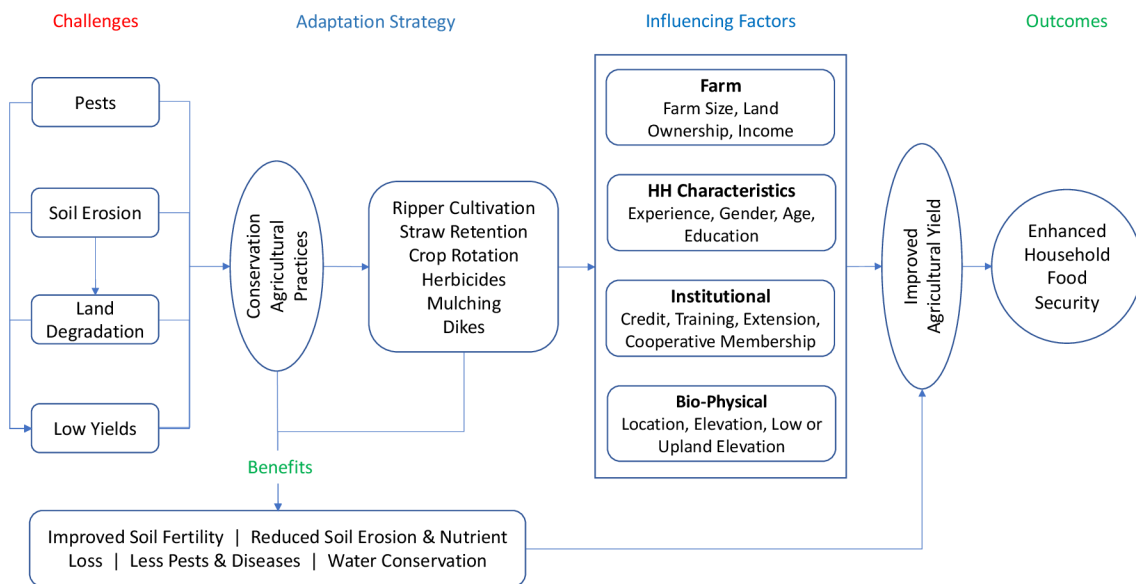 Challenges
Adaptation Strategy
Influencing Factors
Outcomes
Pests
Soil Erosion
Land
Degradation
Low Yields
Conservation
Agricultural
Practices
Ripper Cultivation
Straw Retention
Crop Rotation
Herbicides
Mulching
Dikes
Farm
Farm Size, Land
Ownership, Income
HH Characteristics
Experience, Gender, Age,
Education
Institutional
Credit, Training, Extension,
Cooperative Membership
Bio-Physical
Location, Elevation, Low or
Upland Elevation
Improved
Agricultural Yield
Enhanced
Household
Food
Security
Benefits
Improved Soil Fertility | Reduced Soil Erosion & Nutrient
Loss | Less Pests & Diseases | Water Conservation